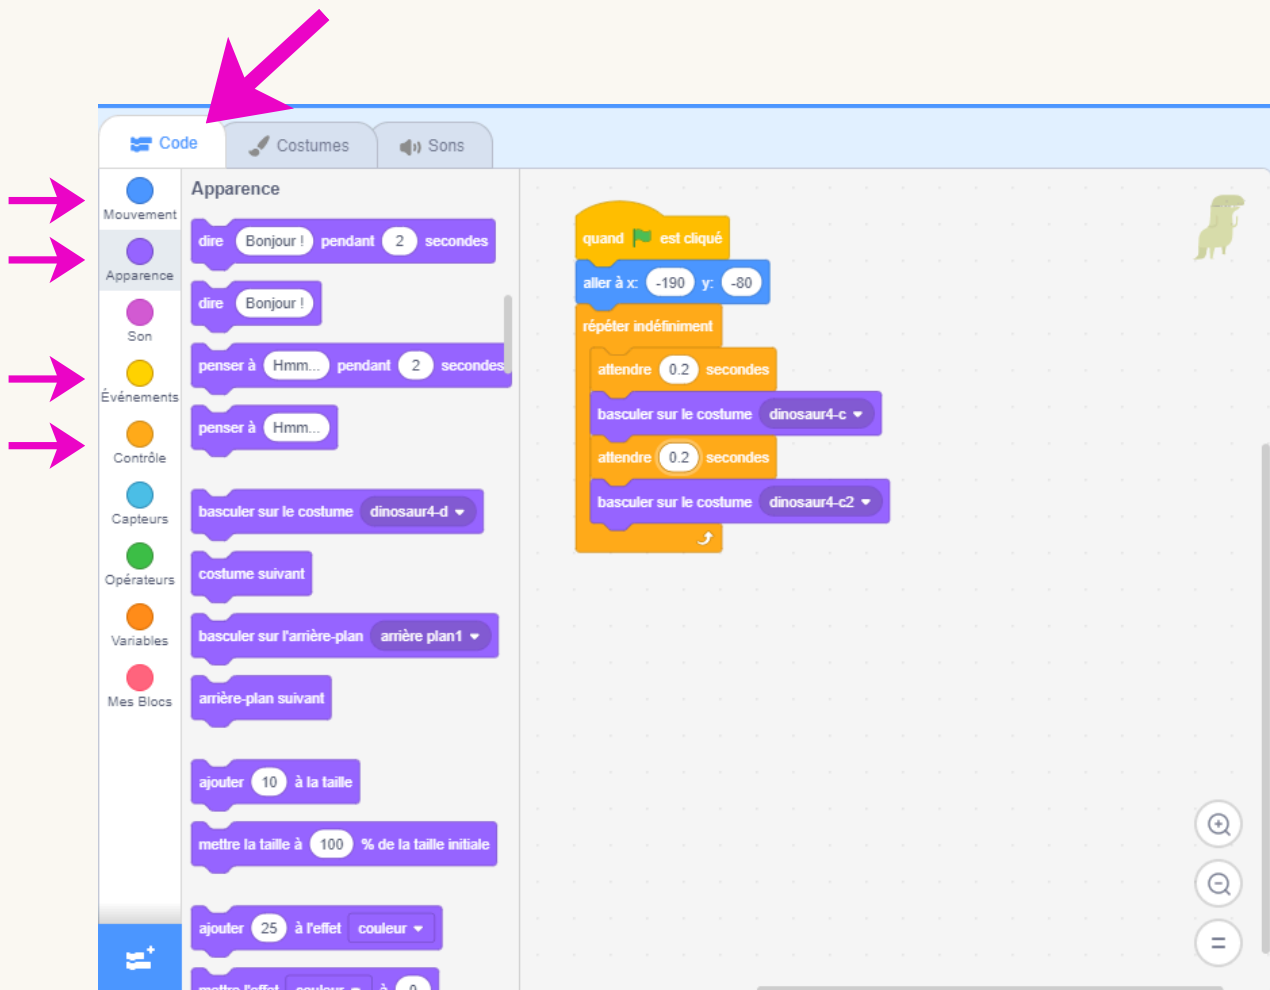 Code
Costumes
Sons
Mouvement
Apparence
Son
Événements
Contrôle
Capteurs
Opérateurs
Variables
Mes Blocs
Apparence
dire Bonjour ! pendant 2 secondes
dire Bonjour !
penser à Hmm... pendant 2 secondes
penser à Hmm...
basculer sur le costume dinosaur4-d
costume suivant
basculer sur l'arrière-plan arrière plan1
arrière-plan suivant
ajouter 10 à la taille
mettre la taille à 100 % de la taille initiale
ajouter 25 à l'effet couleur
mettre l'effet couleur à 0
quand est cliqué
aller à x: -190 y: -80
répéter indéfiniment
attendre 0.2 secondes
basculer sur le costume dinosaur4-c
attendre 0.2 secondes
basculer sur le costume dinosaur4-c2